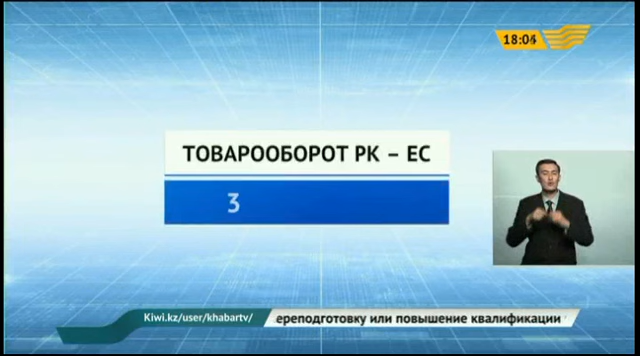 18:04
ТОВАРООБОРОТ РК – ЕС
3
Kiwi.kz/user/khabartv/
ереподготовку или повышение квалификации